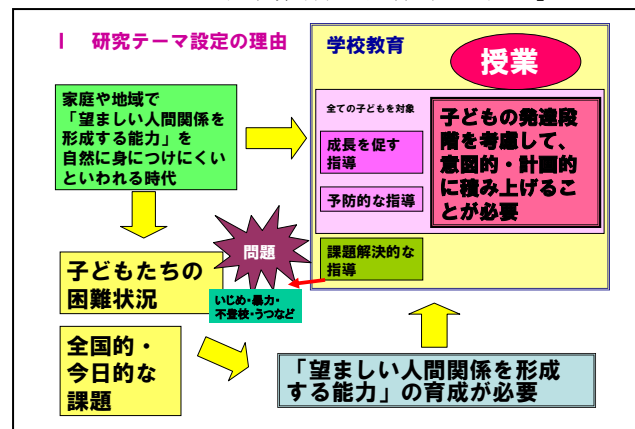 Ⅰ 研究テーマ設定の理由
学校教育
授業
家庭や地域で
「望ましい人間関係を
形成する能力」を
自然に身につけにくい
といわれる時代
全ての子どもを対象
成長を促す
指導
予防的な指導
子どもの発達段
階を考慮して、
意図的・計画的
に積み上げるこ
とが必要
問題
課題解決的な
指導
いじめ・暴力・
不登校・うつなど
子どもたちの
困難状況
全国的・
今日的な
課題
「望ましい人間関係を形成
する能力」の育成が必要